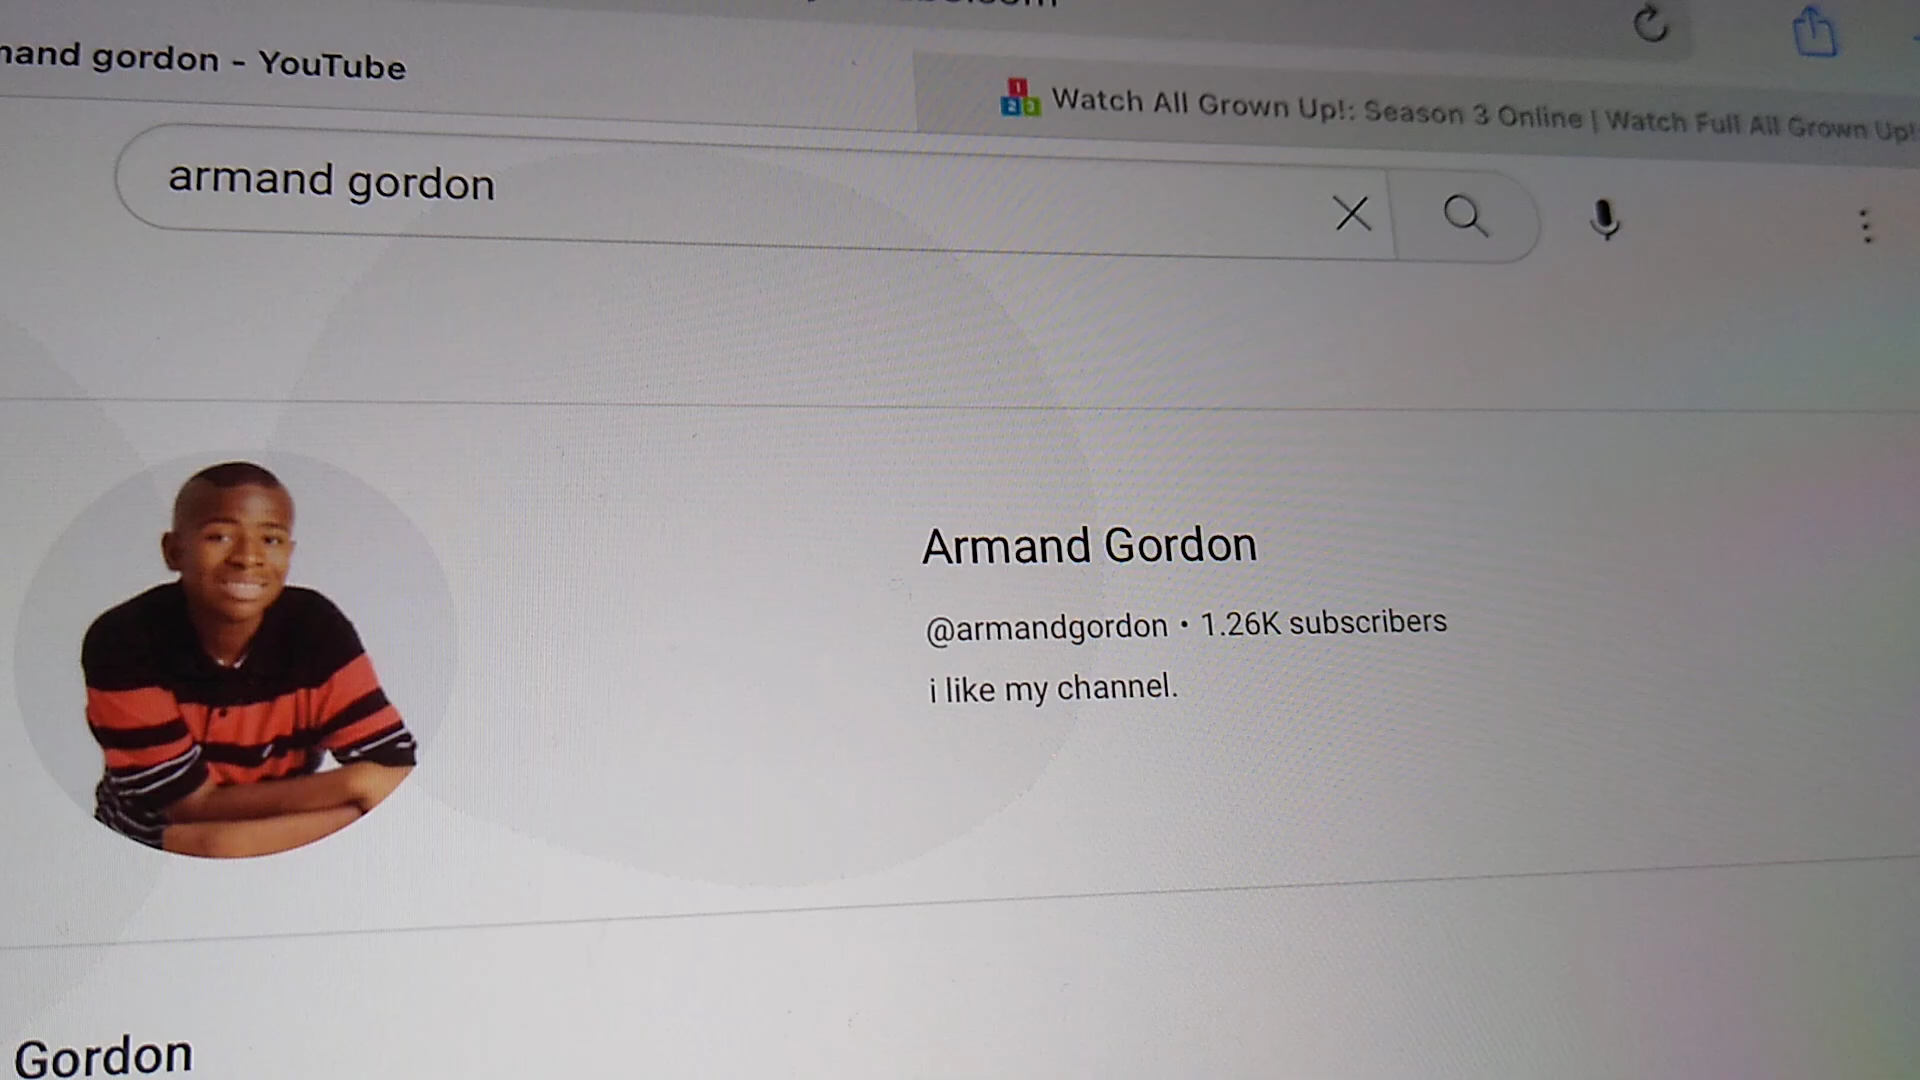 mand gordon - YouTube
Watch All Grown Up!: Season 3 Online | Watch Full All Grown Up!
armand gordon
Armand Gordon
@armandgordon • 1.26K subscribers
i like my channel.
Gordon